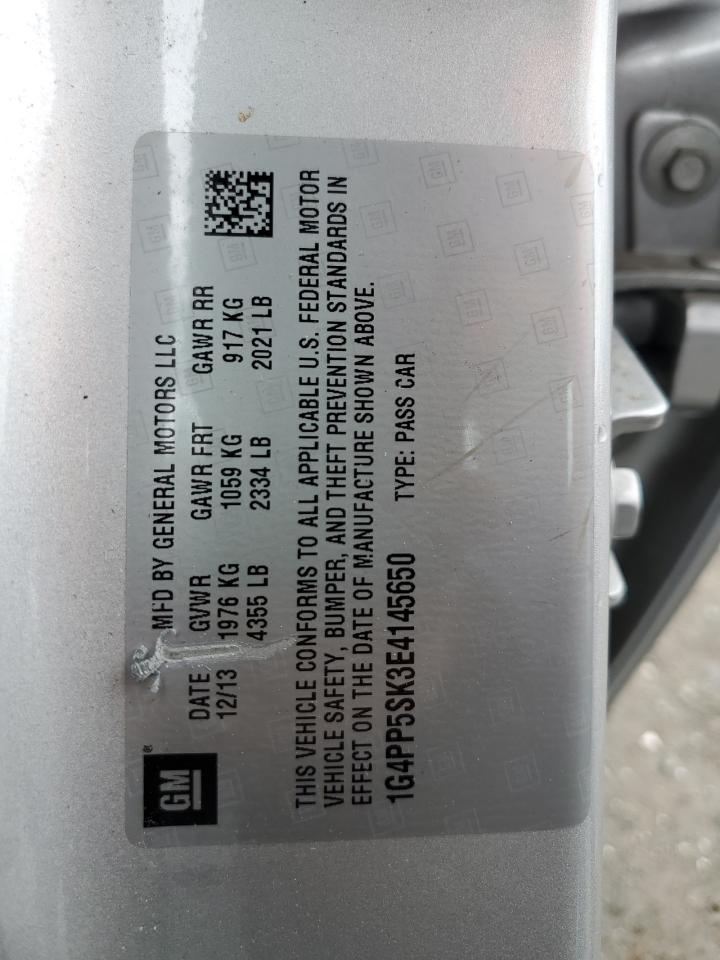 GM
MFD BY GENERAL MOTORS LLC
DATE GVWR GAWR FRT GAWR RR
12/13 1976 KG 1059 KG 917 KG
4355 LB 2334 LB 2021 LB
THIS VEHICLE CONFORMS TO ALL APPLICABLE U.S. FEDERAL MOTOR
VEHICLE SAFETY, BUMPER, AND THEFT PREVENTION STANDARDS IN
EFFECT ON THE DATE OF MANUFACTURE SHOWN ABOVE.
1G4PP5SK3E4145650 TYPE: PASS CAR